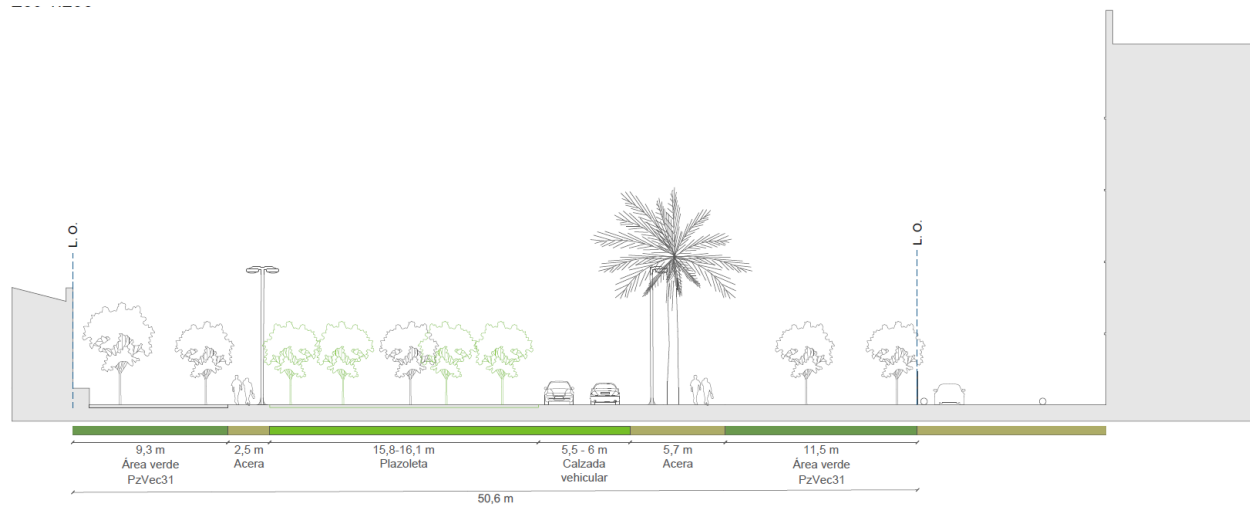 L. O.
L. O.
9,3 m
Área verde
PzVec31
2,5 m
Acera
15,8-16,1 m
Plazoleta
5,5 - 6 m
Calzada
vehicular
5,7 m
Acera
11,5 m
Área verde
PzVec31
50,6 m